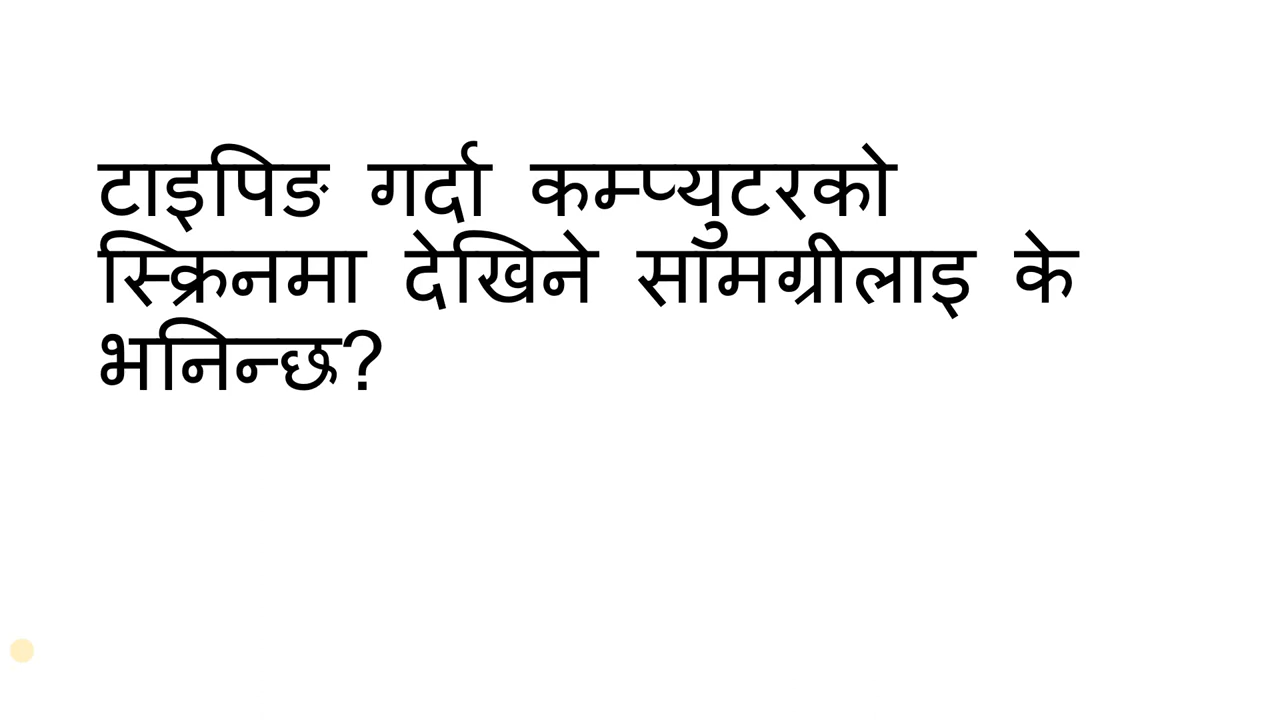 टाइपिङ गर्दा कम्प्युटरको
स्क्रिनमा देखिने सामग्रीलाइ के
भनिन्छ?